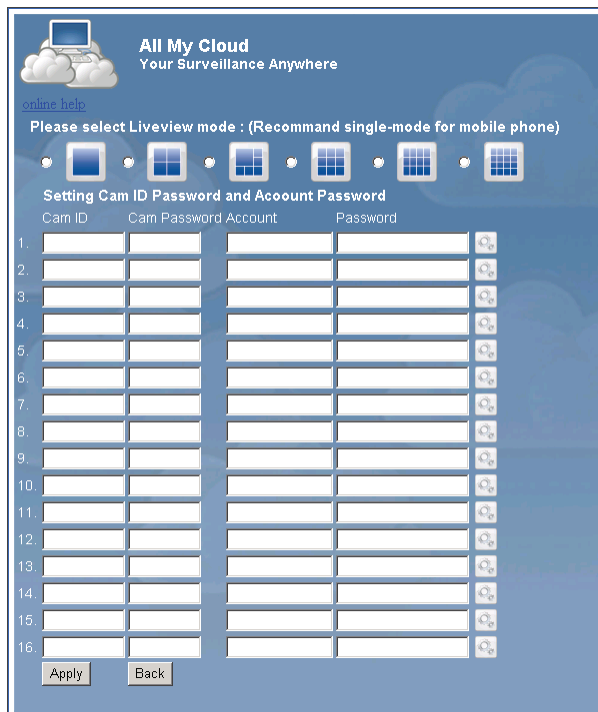 All My Cloud
Your Surveillance Anywhere
online help
Please select Liveview mode : (Recommand single-mode for mobile phone)
Setting Cam ID Password and Acoount Password
Cam ID Cam Password Account Password
1.
2.
3.
4.
5.
6.
7.
8.
9.
10.
11.
12.
13.
14.
15.
16.
Apply Back